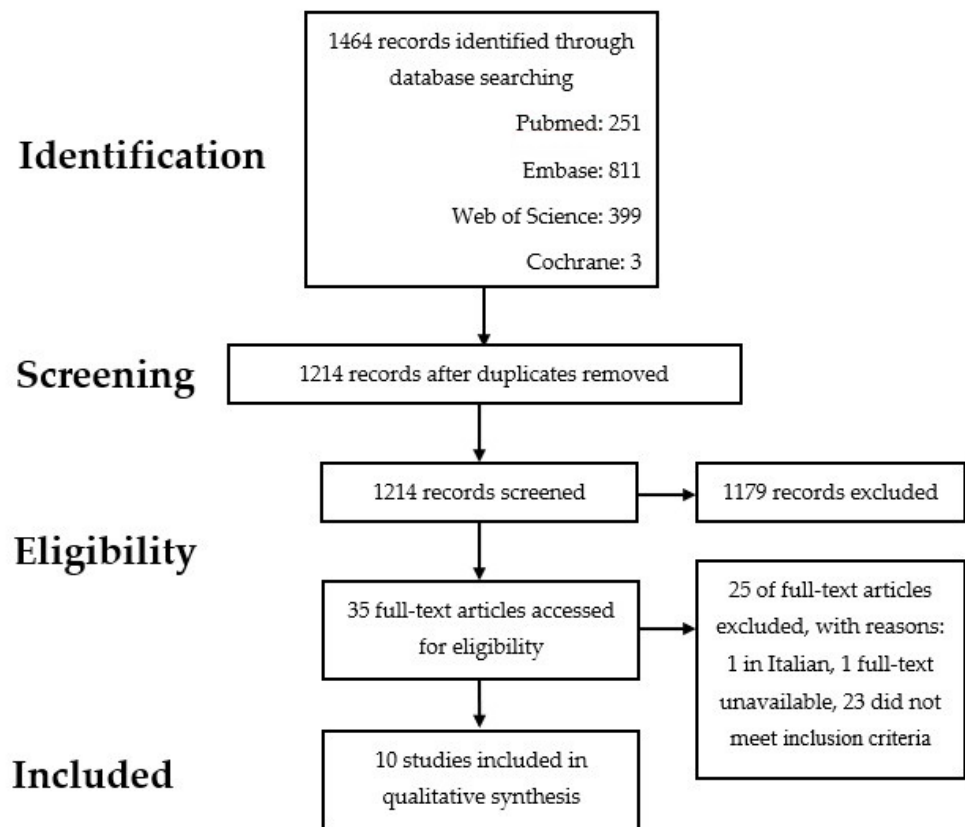 1464 records identified through
database searching
Pubmed: 251
Embase: 811
Web of Science: 399
Cochrane: 3
Identification
Screening
1214 records after duplicates removed
1214 records screened
1179 records excluded
Eligibility
35 full-text articles accessed
for eligibility
25 of full-text articles
excluded, with reasons:
1 in Italian, 1 full-text
unavailable, 23 did not
meet inclusion criteria
Included
10 studies included in
qualitative synthesis